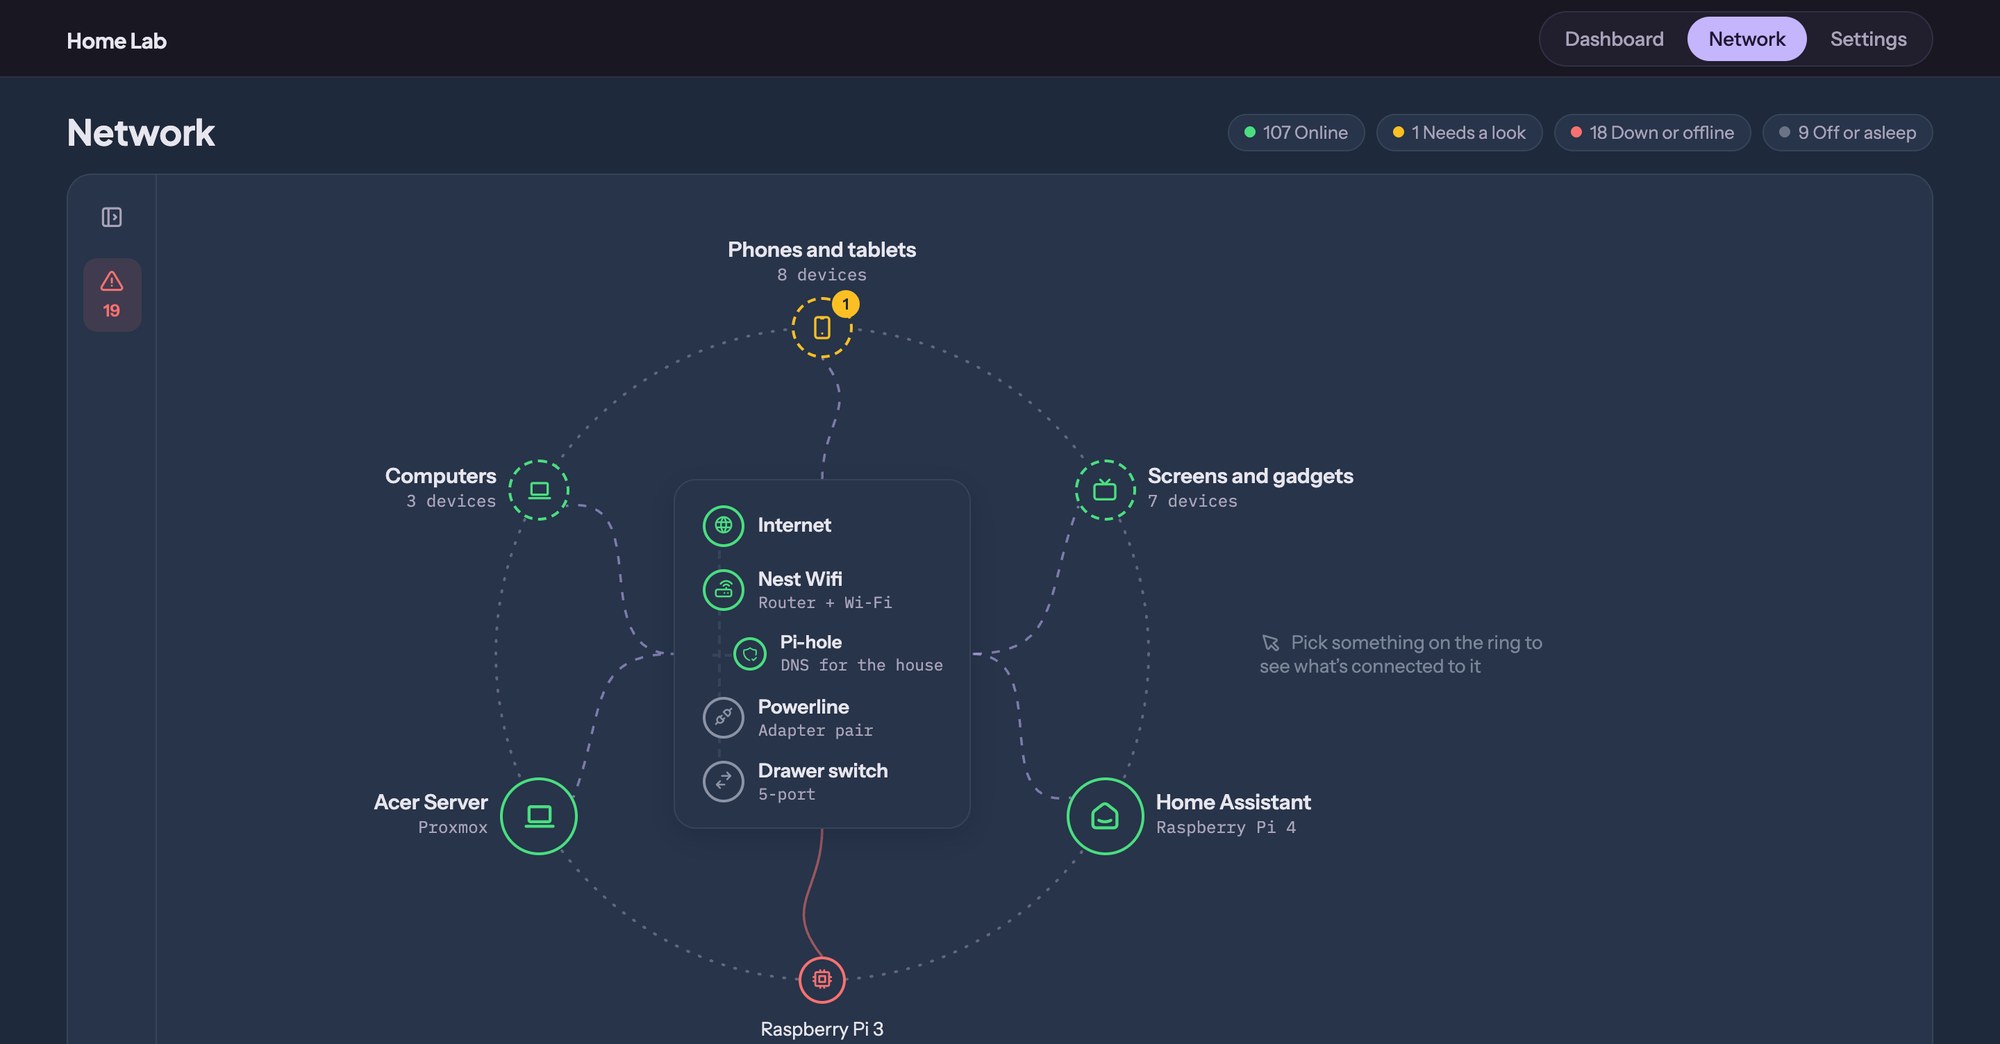 Home Lab
Dashboard
Network
Settings
Network
107 Online
1 Needs a look
18 Down or offline
9 Off or asleep
19
Phones and tablets
8 devices
1
Computers
3 devices
Screens and gadgets
7 devices
Internet
Nest Wifi
Router + Wi-Fi
Pi-hole
DNS for the house
Powerline
Adapter pair
Drawer switch
5-port
Pick something on the ring to
see what's connected to it
Acer Server
Proxmox
Home Assistant
Raspberry Pi 4
Raspberry Pi 3